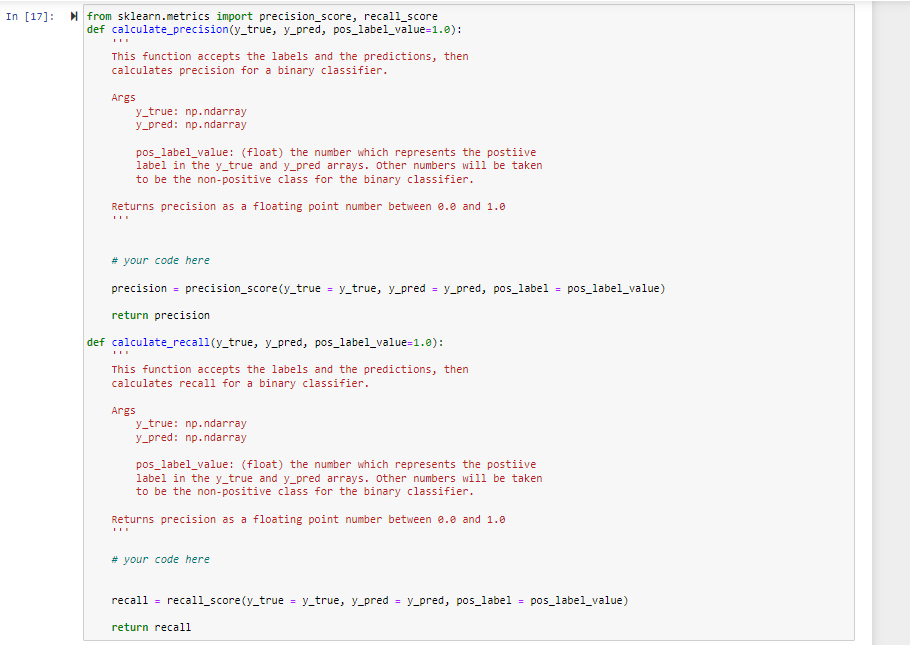 In [17]: from sklearn.metrics import precision_score, recall_score
def calculate_precision(y_true, y_pred, pos_label_value=1.0):
    '''
    This function accepts the labels and the predictions, then
    calculates precision for a binary classifier.

    Args
        y_true: np.ndarray
        y_pred: np.ndarray

        pos_label_value: (float) the number which represents the postiive
        label in the y_true and y_pred arrays. Other numbers will be taken
        to be the non-positive class for the binary classifier.

    Returns precision as a floating point number between 0.0 and 1.0
    '''


    # your code here

    precision = precision_score(y_true = y_true, y_pred = y_pred, pos_label = pos_label_value)

    return precision

def calculate_recall(y_true, y_pred, pos_label_value=1.0):
    '''
    This function accepts the labels and the predictions, then
    calculates recall for a binary classifier.

    Args
        y_true: np.ndarray
        y_pred: np.ndarray

        pos_label_value: (float) the number which represents the postiive
        label in the y_true and y_pred arrays. Other numbers will be taken
        to be the non-positive class for the binary classifier.

    Returns precision as a floating point number between 0.0 and 1.0
    '''

    # your code here


    recall = recall_score(y_true = y_true, y_pred = y_pred, pos_label = pos_label_value)

    return recall